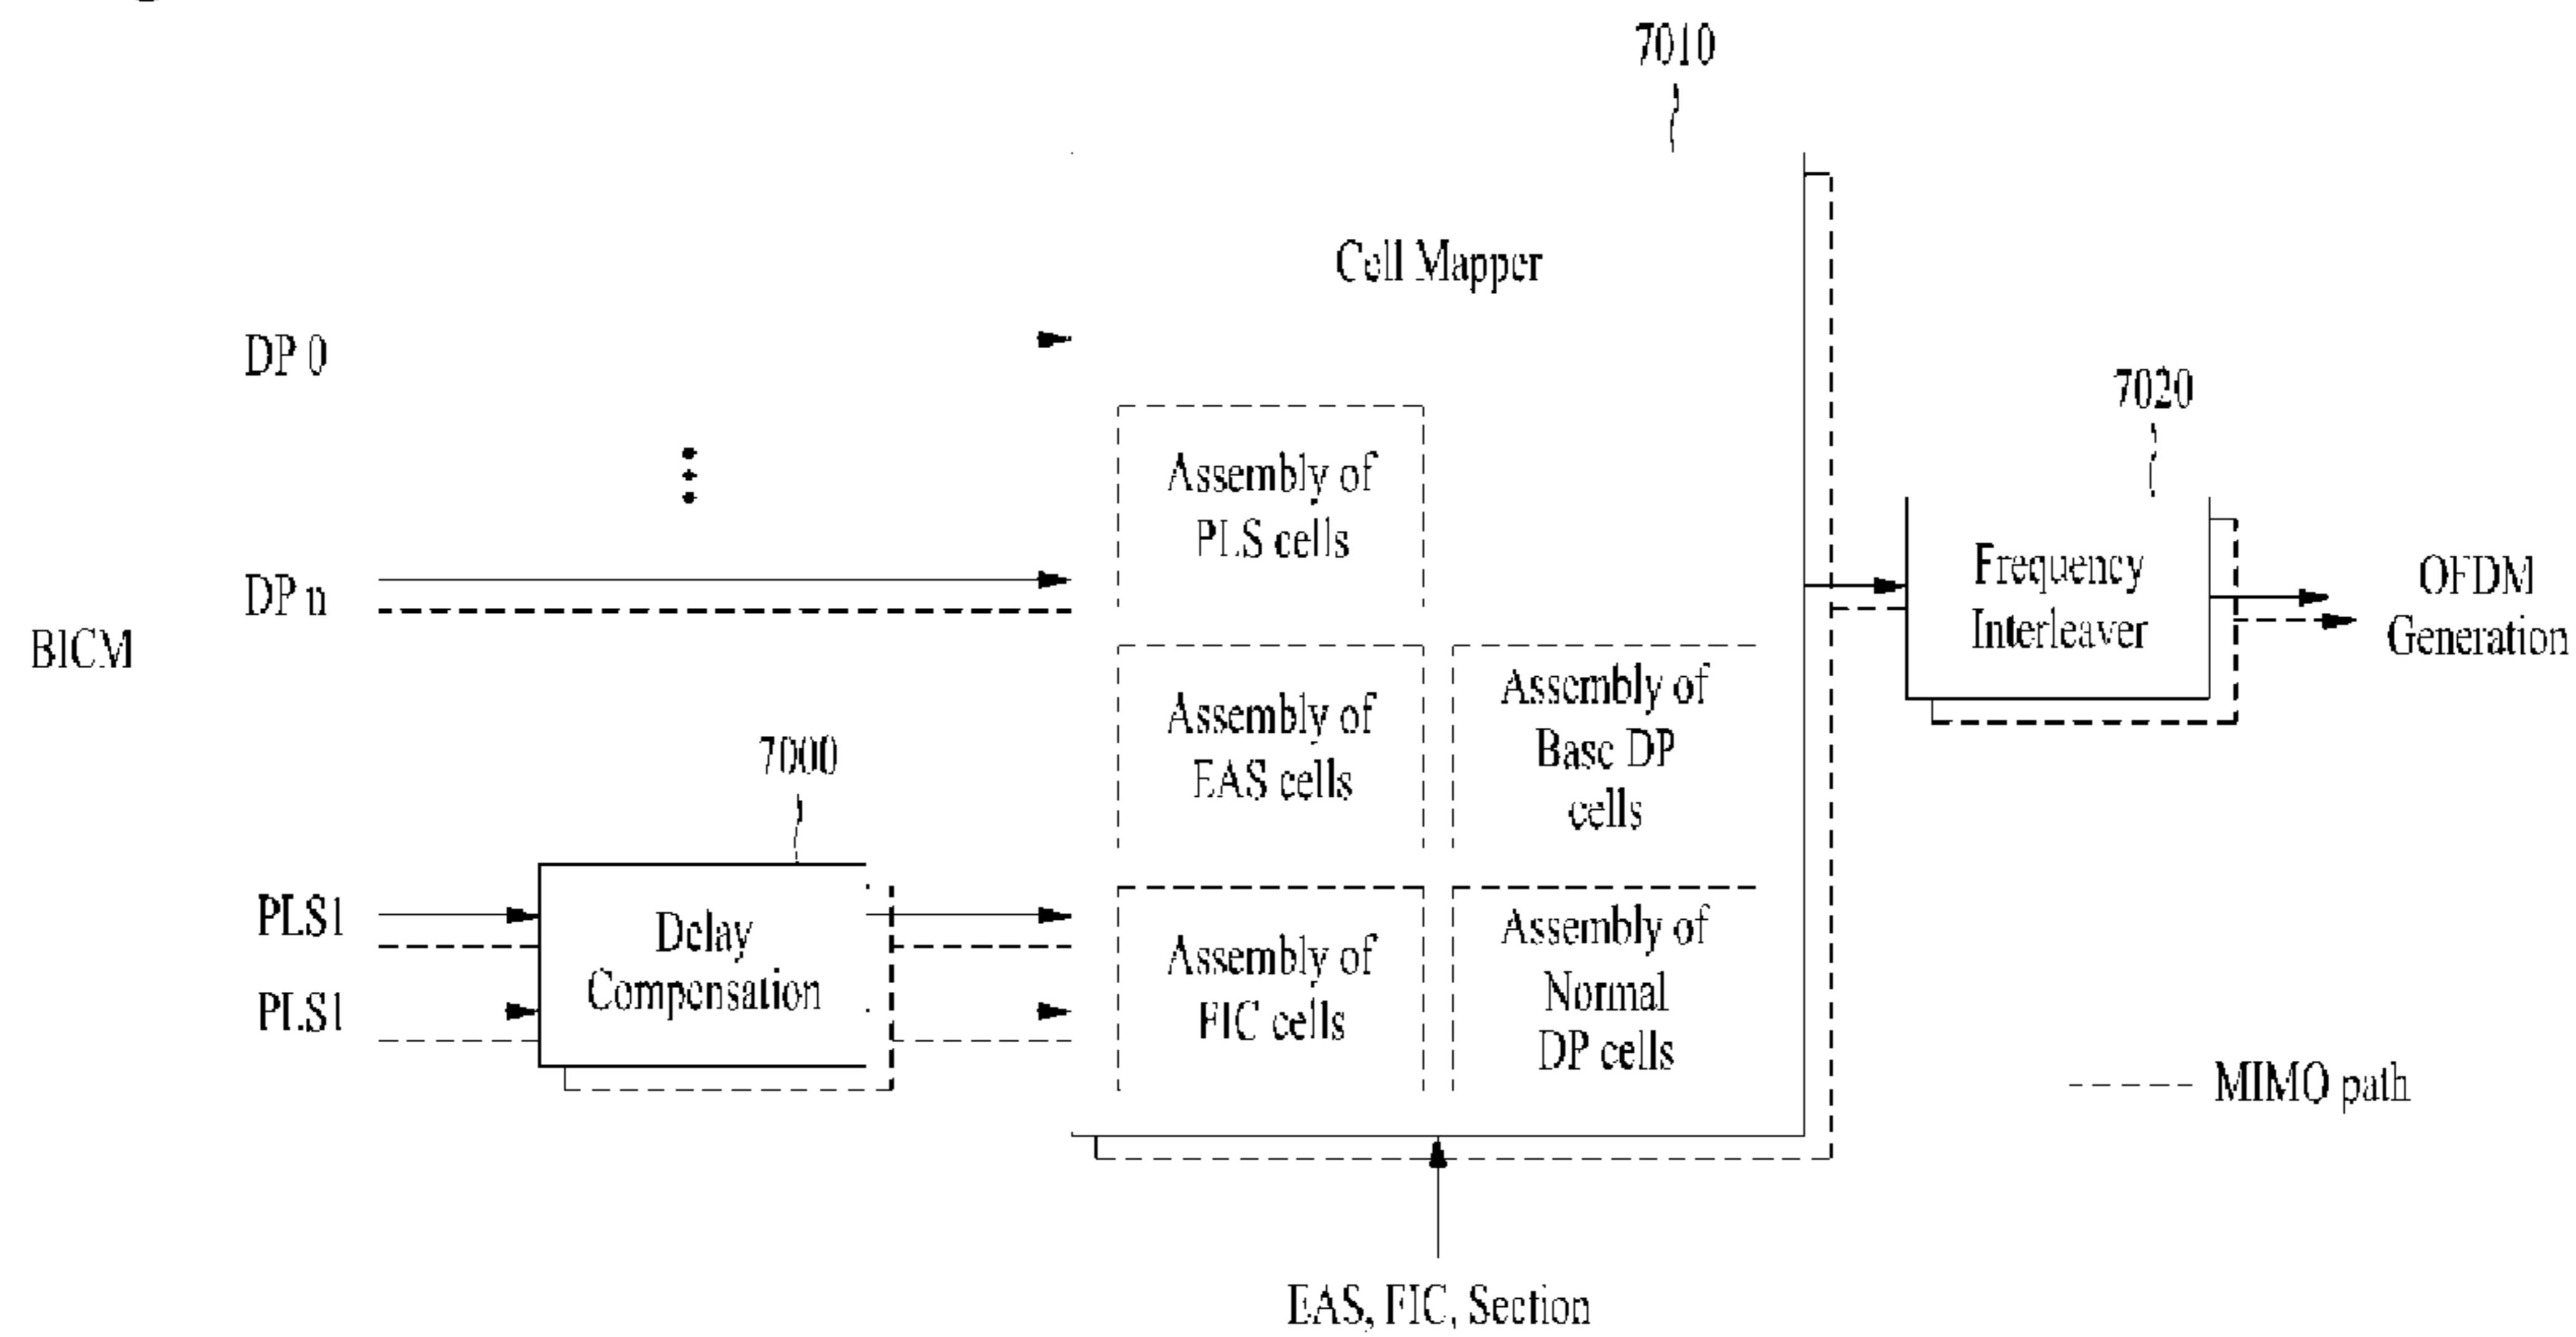 7010
Cell Mapper
DP 0
7020
Assembly of
PLS cells
Frequency
Interleaver
OFDM
Generation
DP n
BICM
Assembly of
EAS cells
Assembly of
Base DP
cells
7000
PLS1
PLS1
Delay
Compensation
Assembly of
FIC cells
Assembly of
Normal
DP cells
MIMO path
EAS, FIC, Section